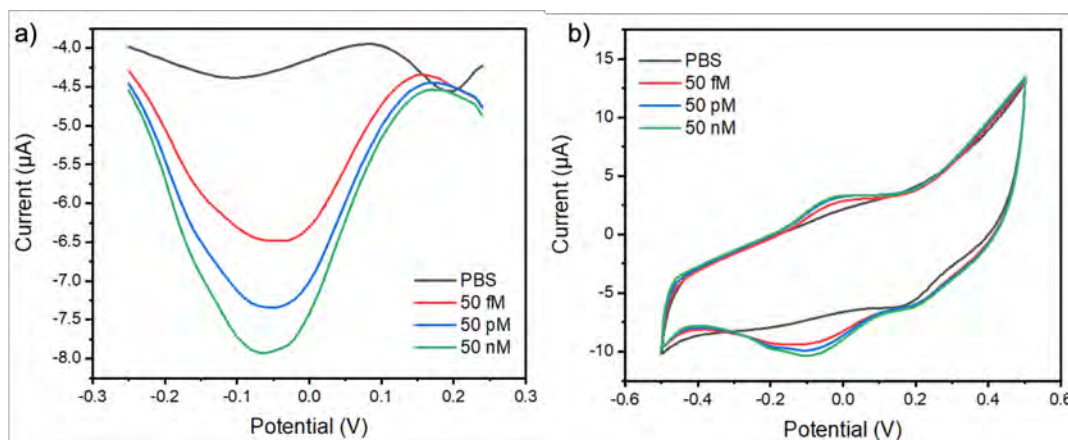 a)
-4.0
-4.5
-5.0
-5.5
-6.0
-6.5
-7.0
-7.5
-8.0
Current (µA)
PBS
50 fM
50 pM
50 nM
-0.3 -0.2 -0.1 0.0 0.1 0.2 0.3
Potential (V)
b)
15
10
5
0
-5
-10
Current (µA)
PBS
50 fM
50 pM
50 nM
-0.6 -0.4 -0.2 0.0 0.2 0.4 0.6
Potential (V)